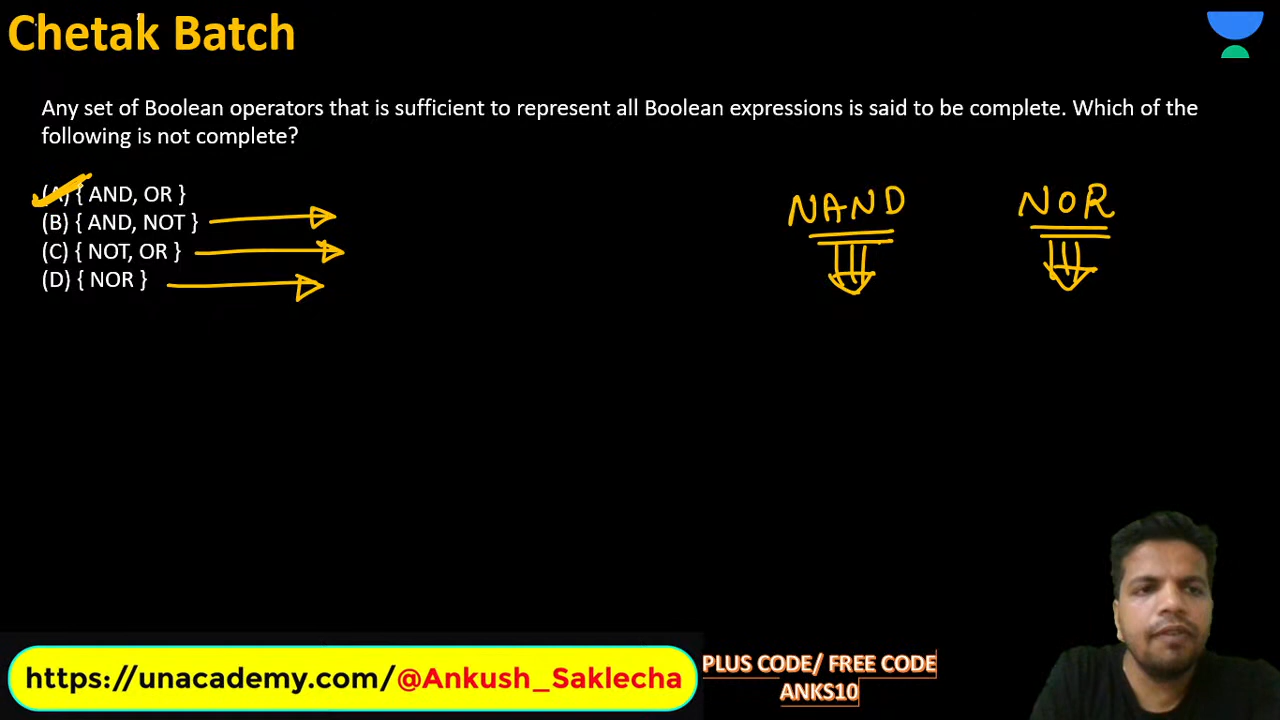 Chetak Batch
Any set of Boolean operators that is sufficient to represent all Boolean expressions is said to be complete. Which of the
following is not complete?
(A) { AND, OR }
(B) { AND, NOT }
(C) { NOT, OR }
(D) { NOR }
NAND NOR
https://unacademy.com/@Ankush_Saklecha
PLUS CODE/ FREE CODE
ANKS10